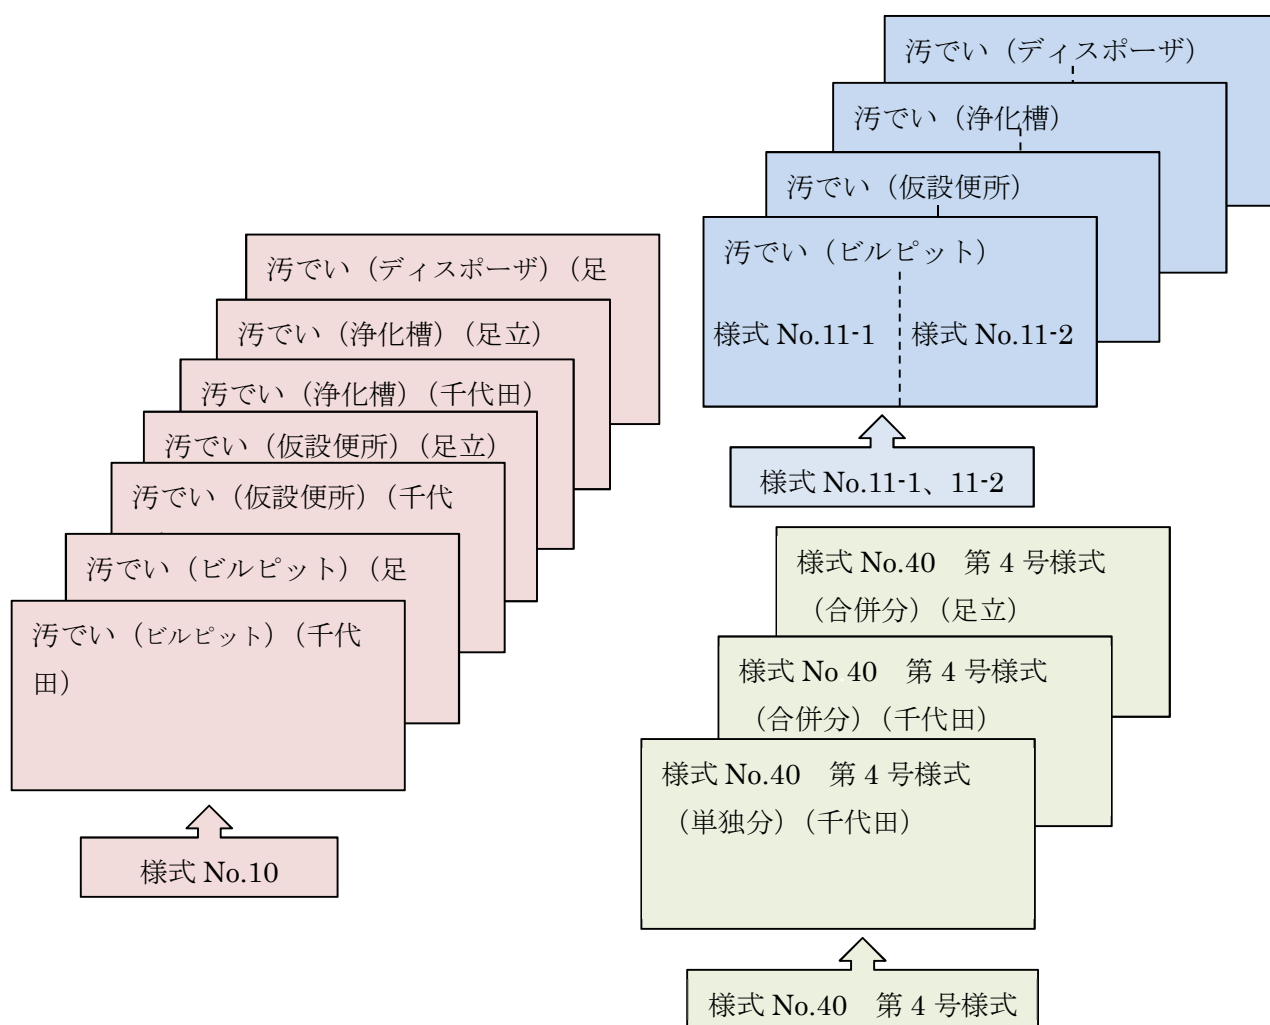 汚でい（ディスポーザ）（足
汚でい（浄化槽）（足立）
汚でい（浄化槽）（千代田）
汚でい（仮設便所）（足立）
汚でい（仮設便所）（千代
汚でい（ビルピット）（足
汚でい（ビルピット）（千代
田）
様式 No.10
汚でい（ディスポーザ）
汚でい（浄化槽）
汚でい（仮設便所）
汚でい（ビルピット）
様式 No.11-1
様式 No.11-2
様式 No.11-1、11-2
様式 No.40　第 4 号様式
（合併分）（足立）
様式 No.40　第 4 号様式
（合併分）（千代田）
様式 No.40　第 4 号様式
（単独分）（千代田）
様式 No.40　第 4 号様式